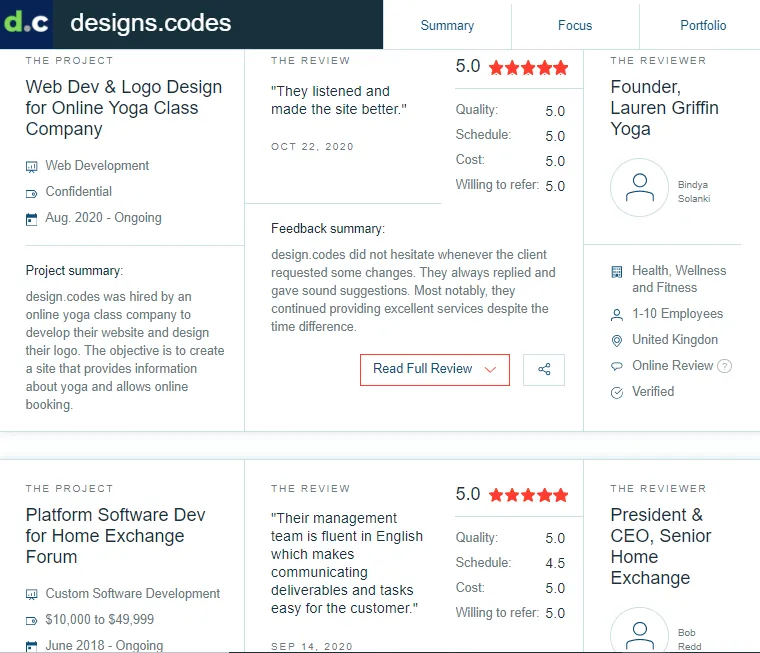 d.c designs.codes
Summary
Focus
Portfolio
THE PROJECT
Web Dev & Logo Design
for Online Yoga Class
Company
Web Development
Confidential
Aug. 2020 - Ongoing
Project summary:
design.codes was hired by an
online yoga class company to
develop their website and design
their logo. The objective is to create
a site that provides information
about yoga and allows online
booking.
THE REVIEW
"They listened and
made the site better."
OCT 22, 2020
5.0
Quality: 5.0
Schedule: 5.0
Cost: 5.0
Willing to refer: 5.0
Feedback summary:
design.codes did not hesitate whenever the client
requested some changes. They always replied and
gave sound suggestions. Most notably, they
continued providing excellent services despite the
time difference.
Read Full Review
THE REVIEWER
Founder,
Lauren Griffin
Yoga
Bindya
Solanki
Health, Wellness
and Fitness
1-10 Employees
United Kingdon
Online Review ?
Verified
THE PROJECT
Platform Software Dev
for Home Exchange
Forum
Custom Software Development
$10,000 to $49,999
June 2018 - Ongoing
THE REVIEW
"Their management
team is fluent in English
which makes
communicating
deliverables and tasks
easy for the customer."
SEP 14, 2020
5.0
Quality: 5.0
Schedule: 4.5
Cost: 5.0
Willing to refer: 5.0
THE REVIEWER
President &
CEO, Senior
Home
Exchange
Bob
Redd